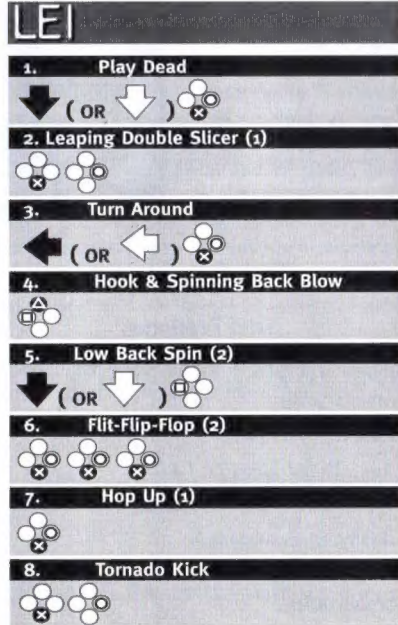 LEI
1. Play Dead
( OR )
2. Leaping Double Slicer (1)
3. Turn Around
( OR )
4. Hook & Spinning Back Blow
5. Low Back Spin (2)
( OR )
6. Flit-Flip-Flop (2)
7. Hop Up (1)
8. Tornado Kick